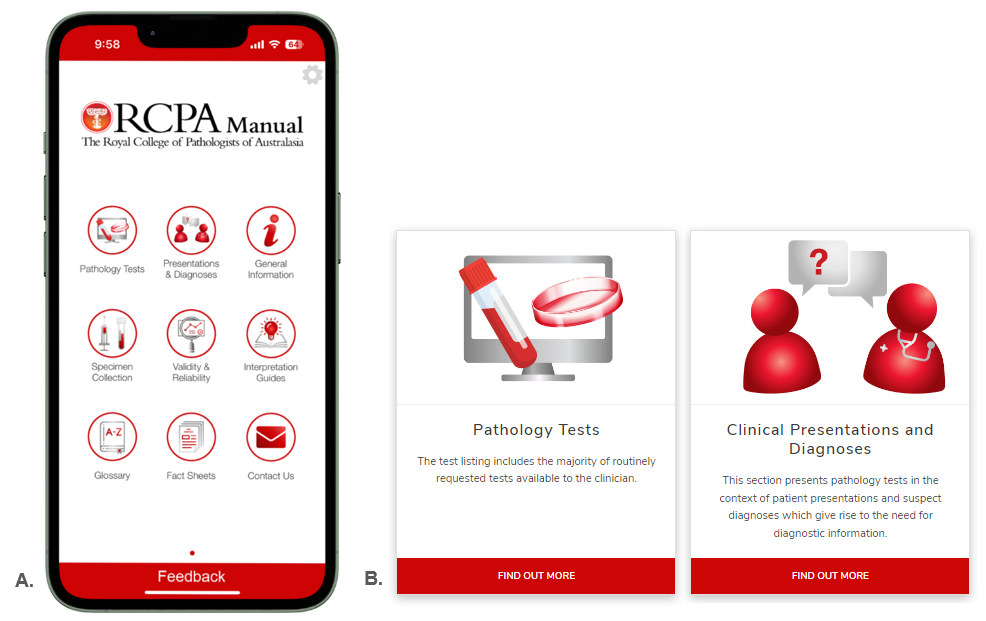 9:58
64
RCPA Manual
The Royal College of Pathologists of Australasia
Pathology Tests
Presentations
& Diagnoses
General
Information
Specimen
Collection
Validity &
Reliability
Interpretation
Guides
A-Z
Glossary
Fact Sheets
Contact Us
Feedback
A.
B.
?
Pathology Tests
The test listing includes the majority of routinely
requested tests available to the clinician.
FIND OUT MORE
?
Clinical Presentations and
Diagnoses
This section presents pathology tests in the
context of patient presentations and suspect
diagnoses which give rise to the need for
diagnostic information.
FIND OUT MORE